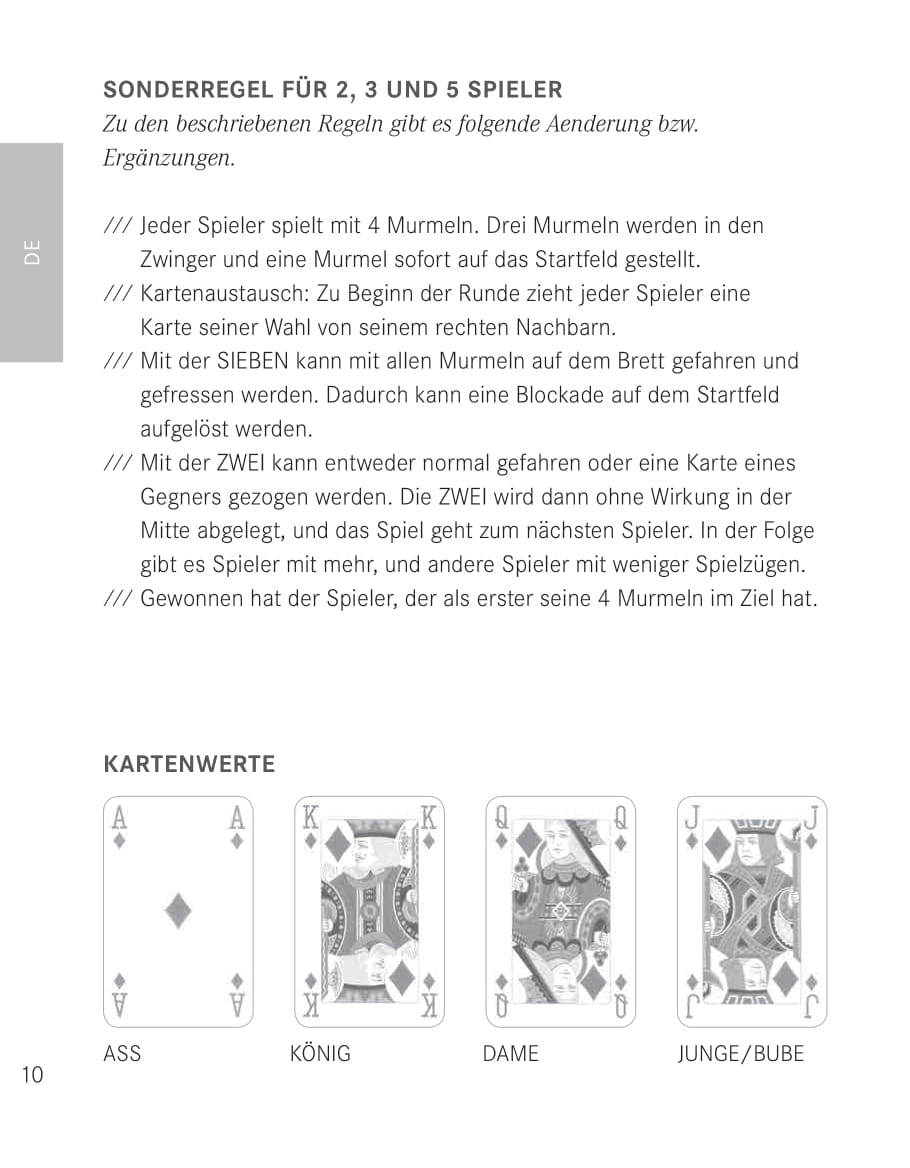 SONDERREGEL FÜR 2, 3 UND 5 SPIELER
Zu den beschriebenen Regeln gibt es folgende Aenderung bzw.
Ergänzungen.
DE
/// Jeder Spieler spielt mit 4 Murmeln. Drei Murmeln werden in den
Zwinger und eine Murmel sofort auf das Startfeld gestellt.
/// Kartenaustausch: Zu Beginn der Runde zieht jeder Spieler eine
Karte seiner Wahl von seinem rechten Nachbarn.
/// Mit der SIEBEN kann mit allen Murmeln auf dem Brett gefahren und
gefressen werden. Dadurch kann eine Blockade auf dem Startfeld
aufgelöst werden.
/// Mit der ZWEI kann entweder normal gefahren oder eine Karte eines
Gegners gezogen werden. Die ZWEI wird dann ohne Wirkung in der
Mitte abgelegt, und das Spiel geht zum nächsten Spieler. In der Folge
gibt es Spieler mit mehr, und andere Spieler mit weniger Spielzügen.
/// Gewonnen hat der Spieler, der als erster seine 4 Murmeln im Ziel hat.
KARTENWERTE
A A K K Q Q J J
A A K K Q Q J J
ASS KÖNIG DAME JUNGE/BUBE
10